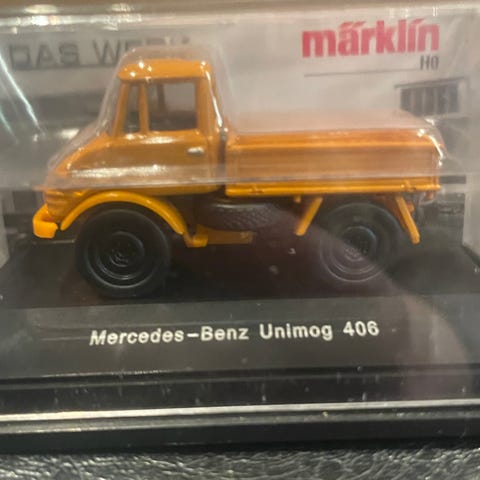 DAS WERK
märklin
H0
Mercedes-Benz Unimog 406